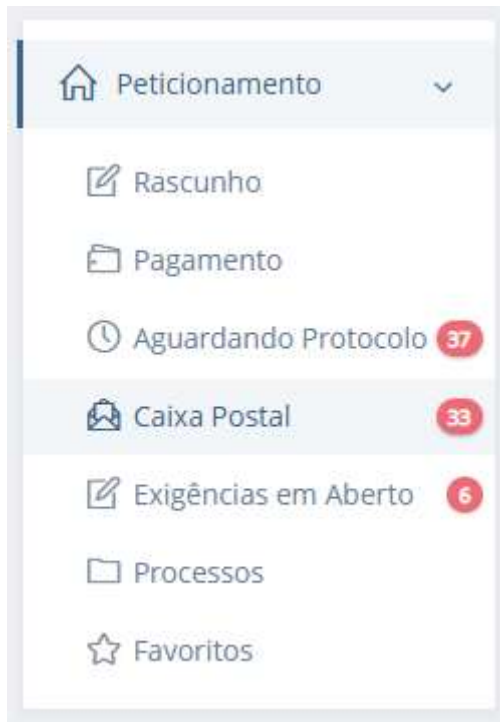 Peticionamento
Rascunho
Pagamento
Aguardando Protocolo 37
Caixa Postal 33
Exigências em Aberto 6
Processos
Favoritos